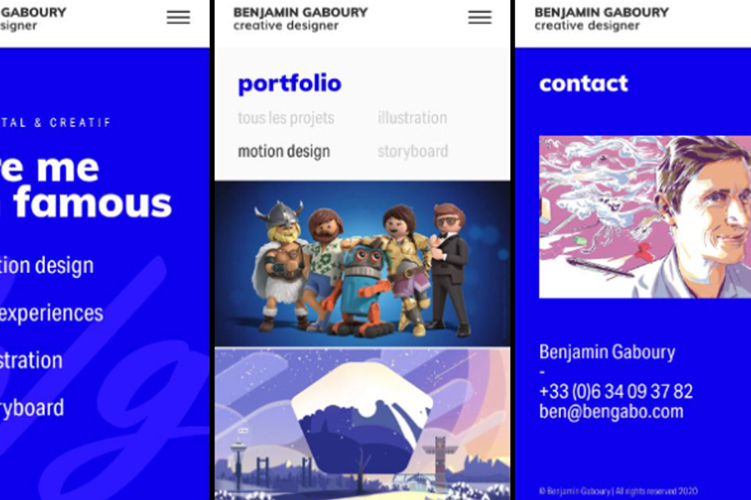 GABOURY
signer
TAL & CREATIF
re me
famous
tion design
experiences
stration
ryboard
BENJAMIN GABOURY
creative designer
portfolio
tous les projets illustration
motion design storyboard
BENJAMIN GABOURY
creative designer
contact
Benjamin Gaboury
-
+33 (0)6 34 09 37 82
ben@bengabo.com
© Benjamin Gaboury | All rights reserved 2020